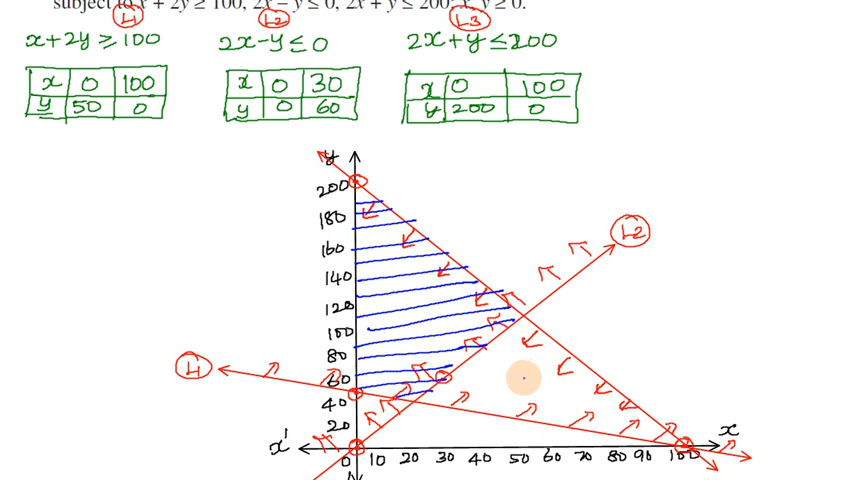 subject to x + 2y ≥ 100, 2x − y ≤ 0, 2x + y ≤ 200; x, y ≥ 0.
L1 L2 L3
x+2y ≥ 100 2x-y ≤ 0 2x+y ≤ 200
x 0 100 x 0 30 x 0 100
y 50 0 y 0 60 y 200 0
y
200
180
L2
160
140
120
100
80
L1
60
40
20
x
x' 0 10 20 30 40 50 60 70 80 90 100